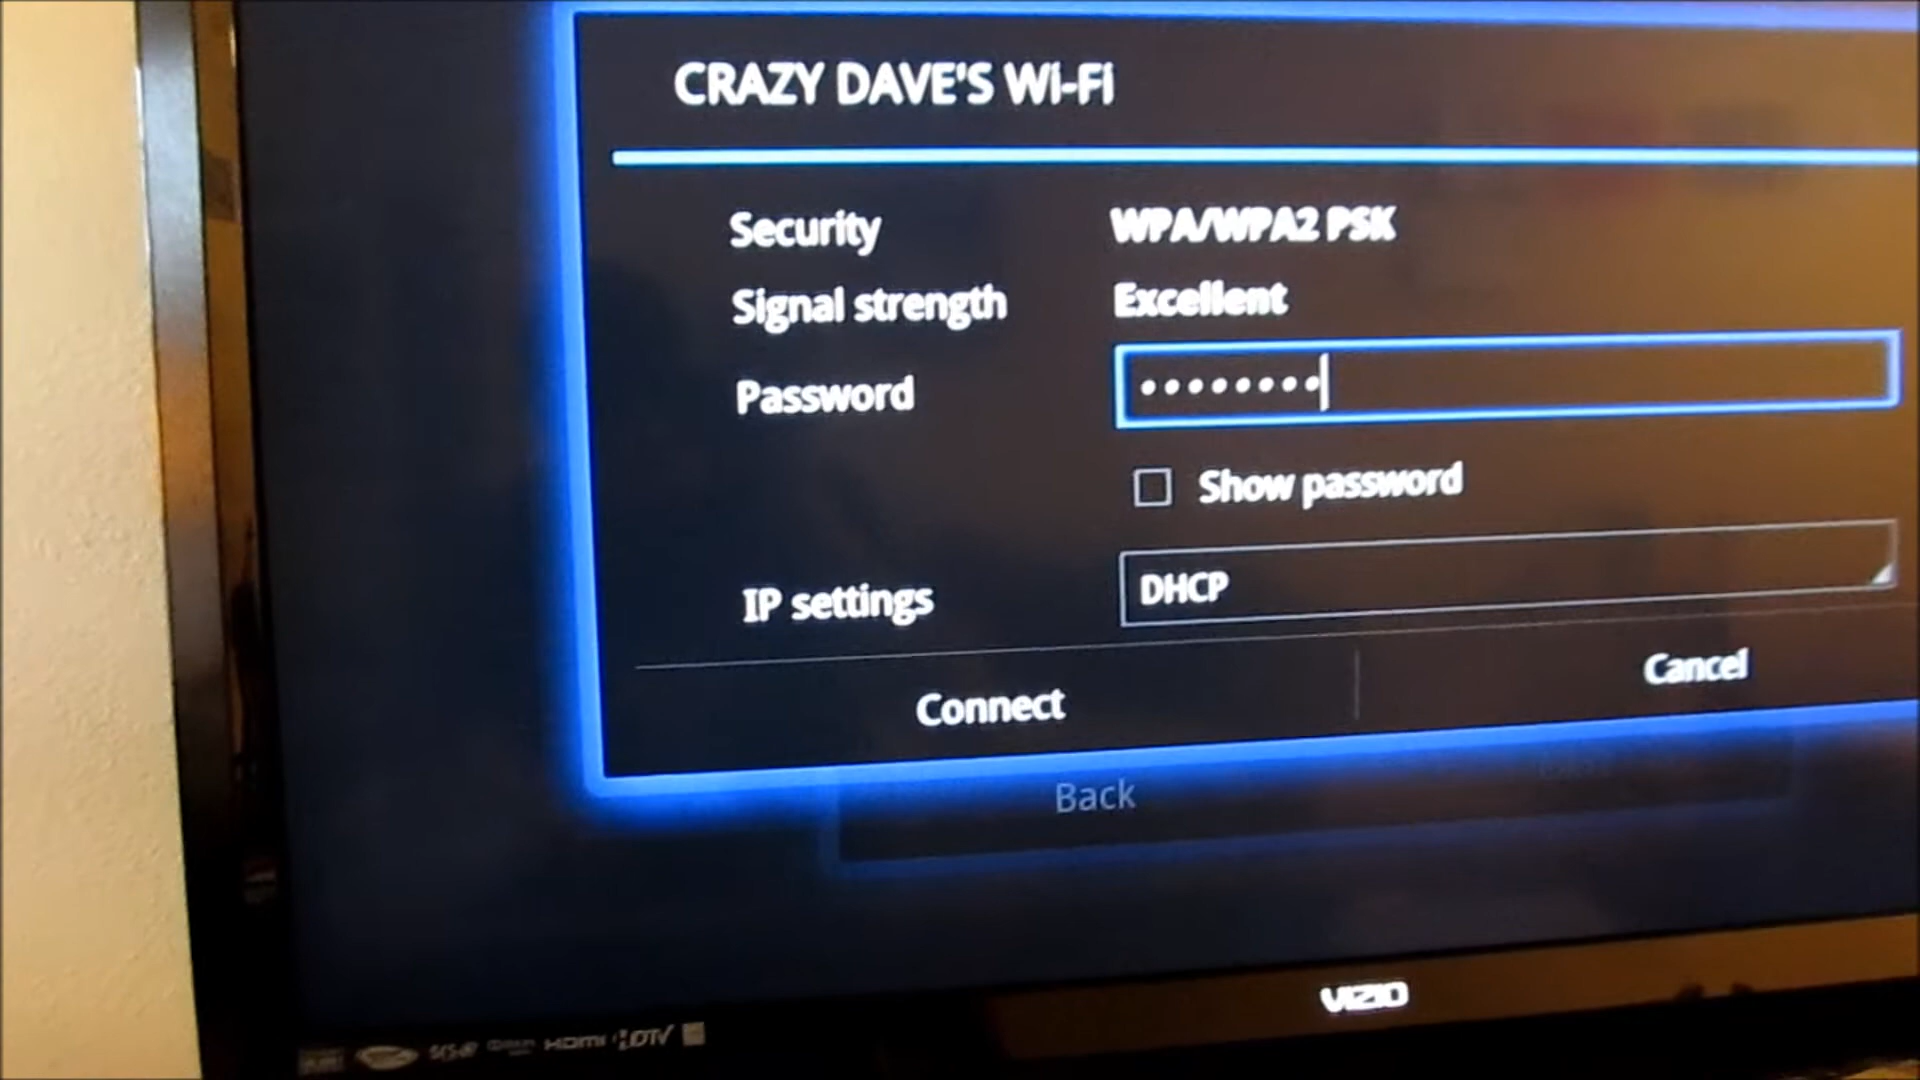 CRAZY DAVE'S Wi-Fi
Security WPA/WPA2 PSK
Signal strength Excellent
Password ••••••••
Show password
IP settings DHCP
Connect Cancel
Back
VIZIO
HDMI HDTV